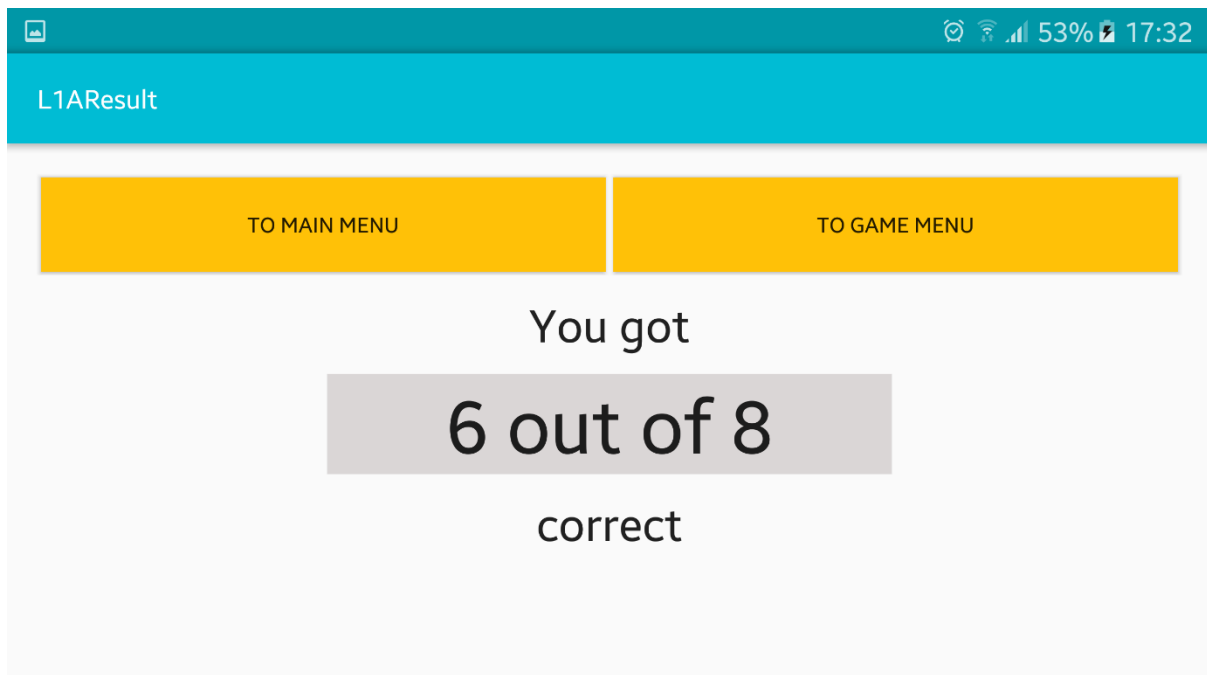 53% 17:32
L1AResult
TO MAIN MENU TO GAME MENU
You got
6 out of 8
correct